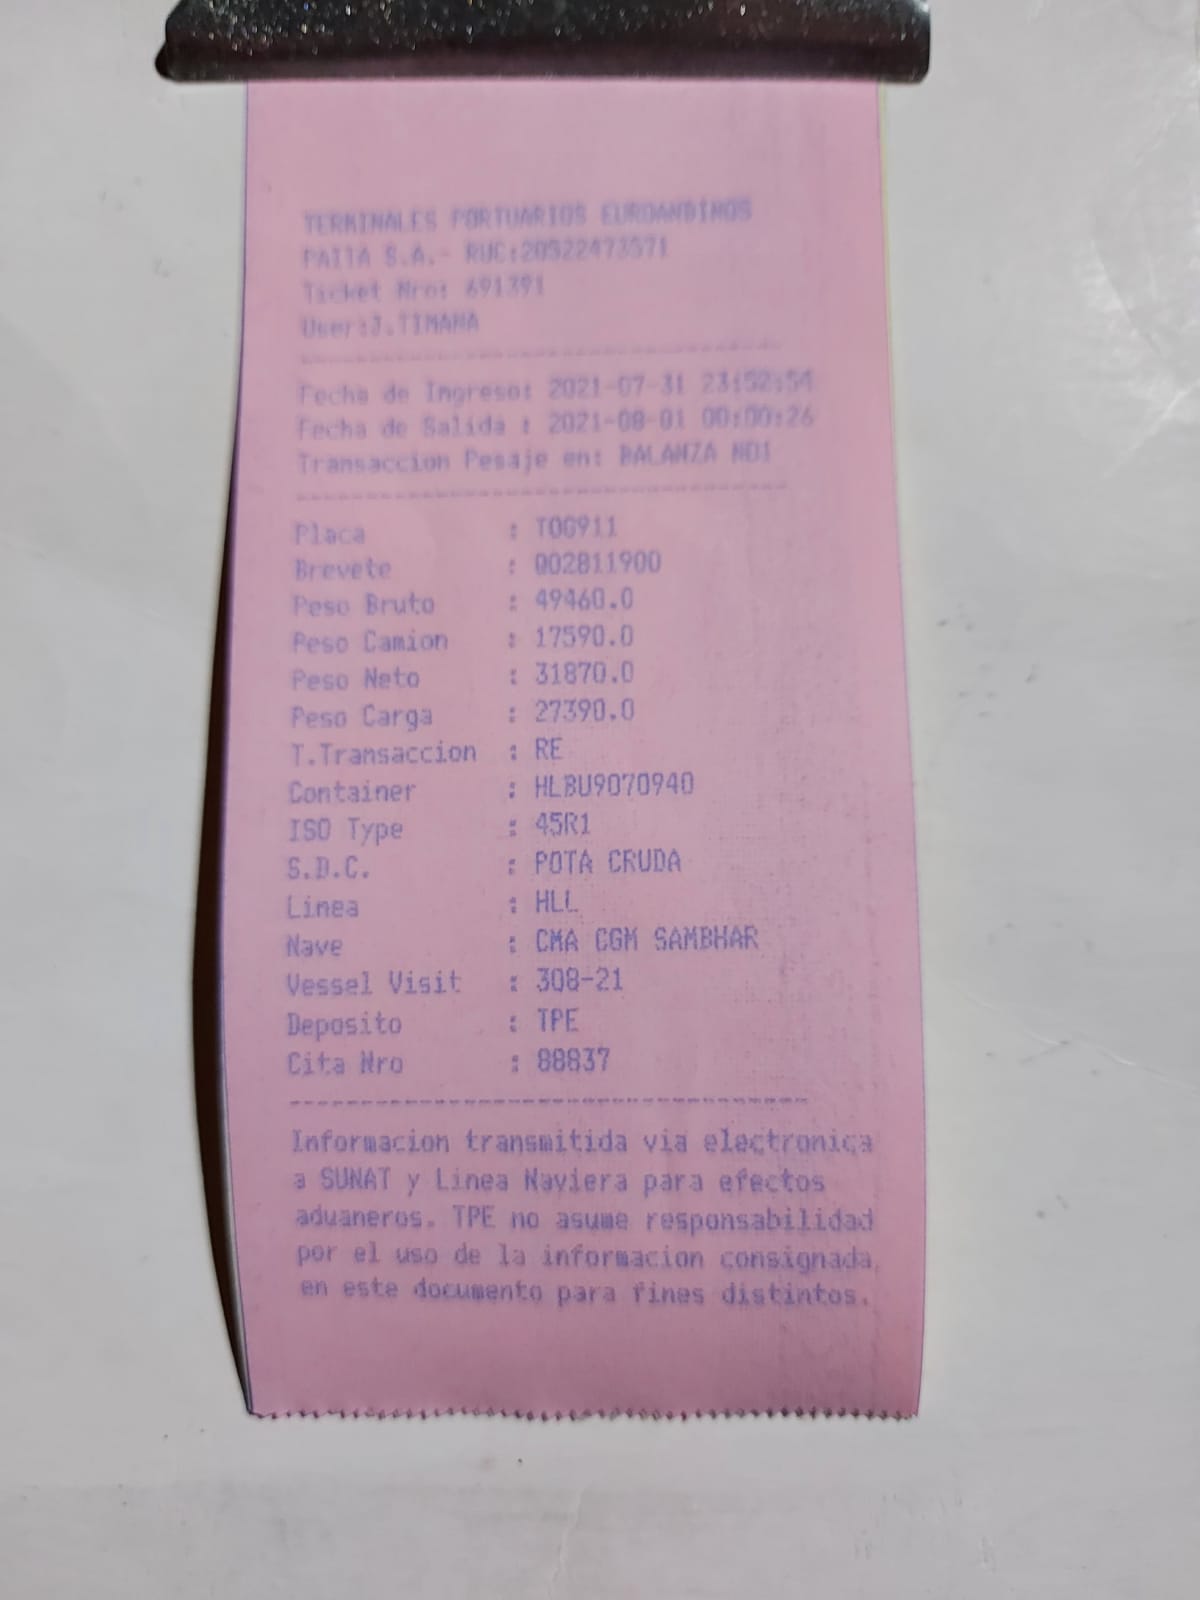 TERMINALES PORTUARIOS EUROANDINOS
PAITA S.A.- RUC:20522473571
Ticket Nro: 691391
User:J.TIMANA
Fecha de Ingreso: 2021-07-31 23:52:54
Fecha de Salida : 2021-08-01 00:00:26
Transaccion Pesaje en: BALANZA NO1
Placa : T0G911
Brevete : Q02811900
Peso Bruto : 49460.0
Peso Camion : 17590.0
Peso Neto : 31870.0
Peso Carga : 27390.0
T.Transaccion : RE
Container : HLBU9070940
ISO Type : 45R1
S.D.C. : POTA CRUDA
Linea : HLL
Nave : CMA CGM SAMBHAR
Vessel Visit : 308-21
Deposito : TPE
Cita Nro : 88837
Informacion transmitida via electronica
a SUNAT y Linea Naviera para efectos
aduaneros. TPE no asume responsabilidad
por el uso de la informacion consignada
en este documento para fines distintos.